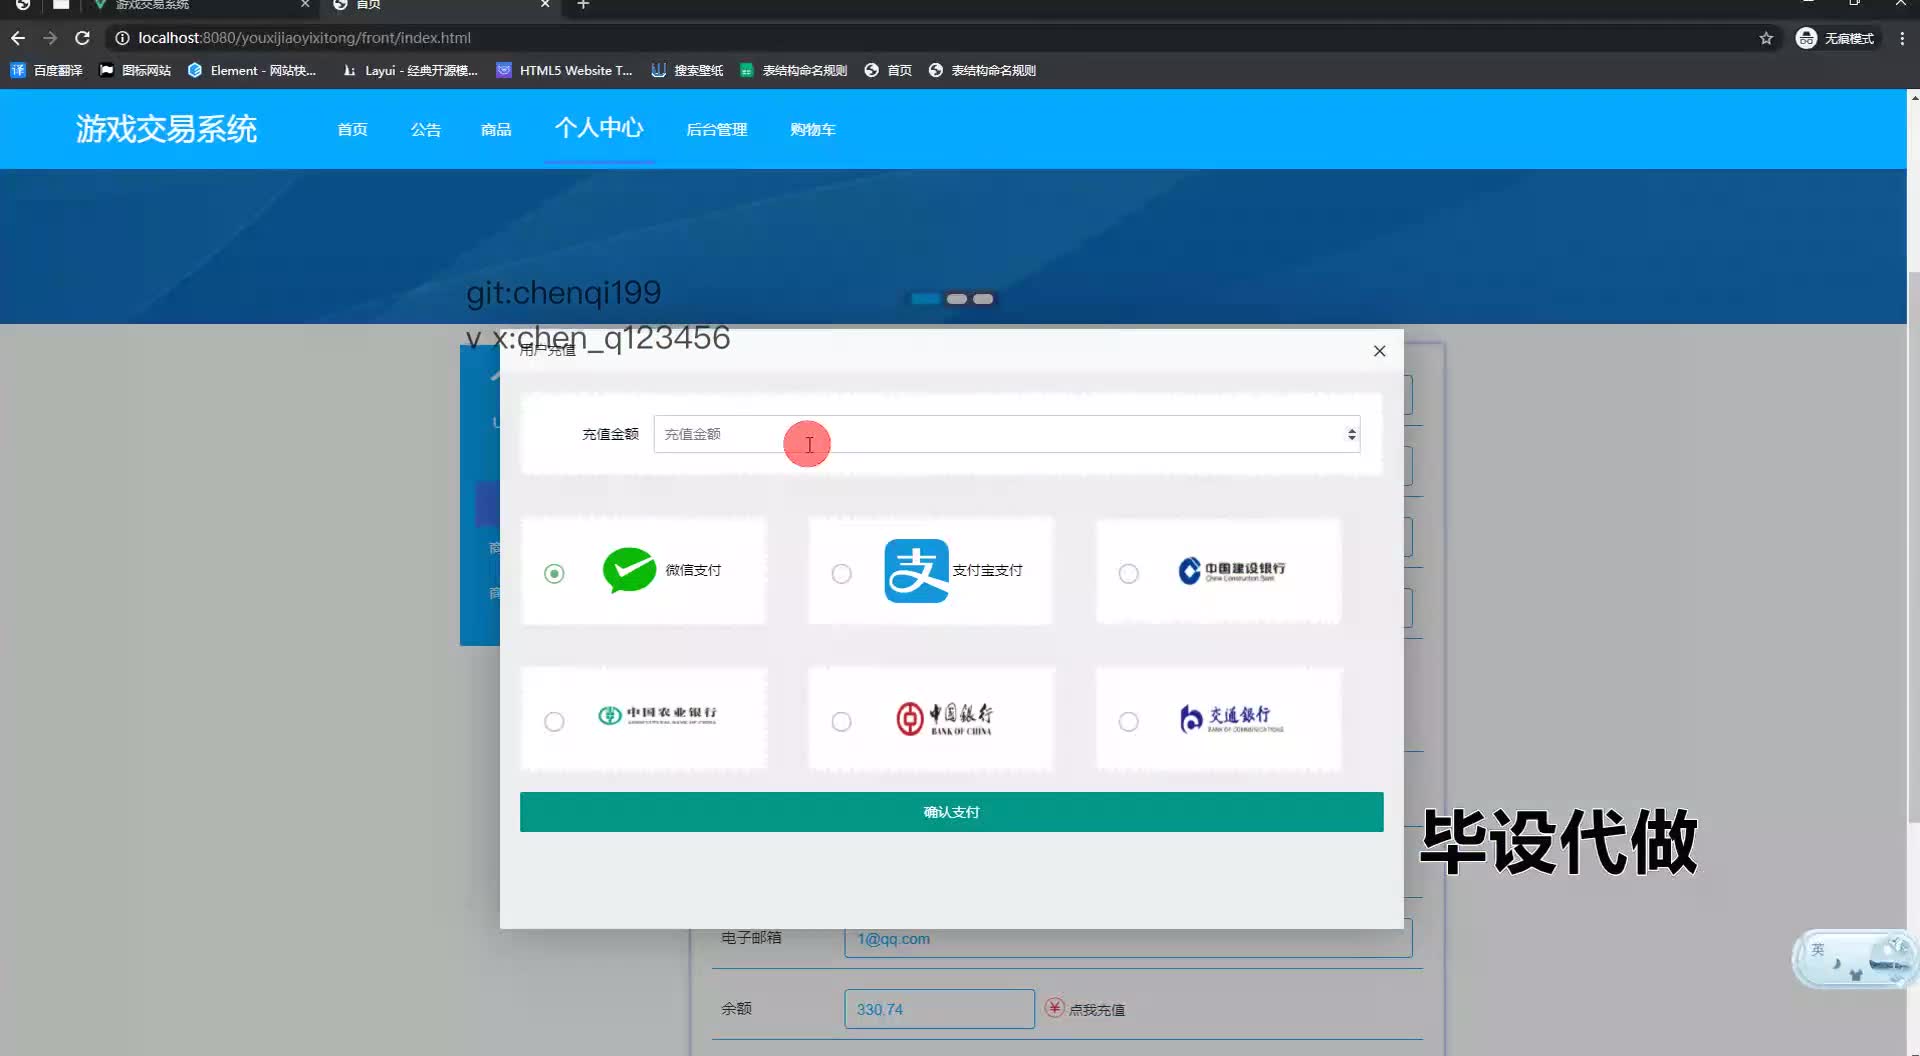 游戏交易系统
首页
localhost:8080/youxijiaoyixitong/front/index.html
无痕模式
百度翻译
图标网站
Element - 网站快...
Layui - 经典开源模...
HTML5 Website T...
搜索壁纸
表结构命名规则
首页
表结构命名规则
游戏交易系统
首页
公告
商品
个人中心
后台管理
购物车
git:chenqi199
v x:chen_q123456
用户充值
充值金额
充值金额
微信支付
支付宝支付
中国建设银行
China Construction Bank
中国农业银行
AGRICULTURAL BANK OF CHINA
中国银行
BANK OF CHINA
交通银行
BANK OF COMMUNICATIONS
确认支付
毕设代做
电子邮箱
1@qq.com
英
余额
330.74
点我充值